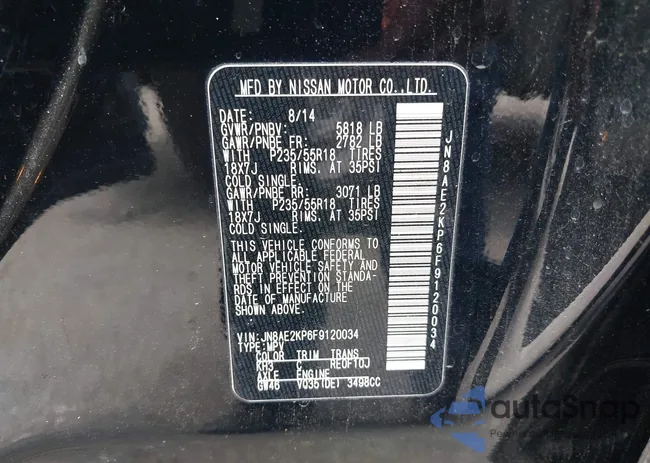 MFD BY NISSAN MOTOR CO.,LTD.
DATE: 8/14
GVWR/PNBV: 5818 LB
GAWR/PNBE FR: 2782 LB
WITH P235/55R18 TIRES
18X7J RIMS. AT 35PSI
COLD SINGLE.
GAWR/PNBE RR: 3071 LB
WITH P235/55R18 TIRES
18X7J RIMS. AT 35PSI
COLD SINGLE.
THIS VEHICLE CONFORMS TO
ALL APPLICABLE FEDERAL
MOTOR VEHICLE SAFETY AND
THEFT PREVENTION STANDA-
RDS IN EFFECT ON THE
DATE OF MANUFACTURE
SHOWN ABOVE.
VIN:JN8AE2KP6F9120034
TYPE:MPV
COLOR TRIM TRANS
KH3 C RE0F10J
AXLE ENGINE
GW46 VQ35(DE) 3498CC
JN8AE2KP6F9120034
autoSnap